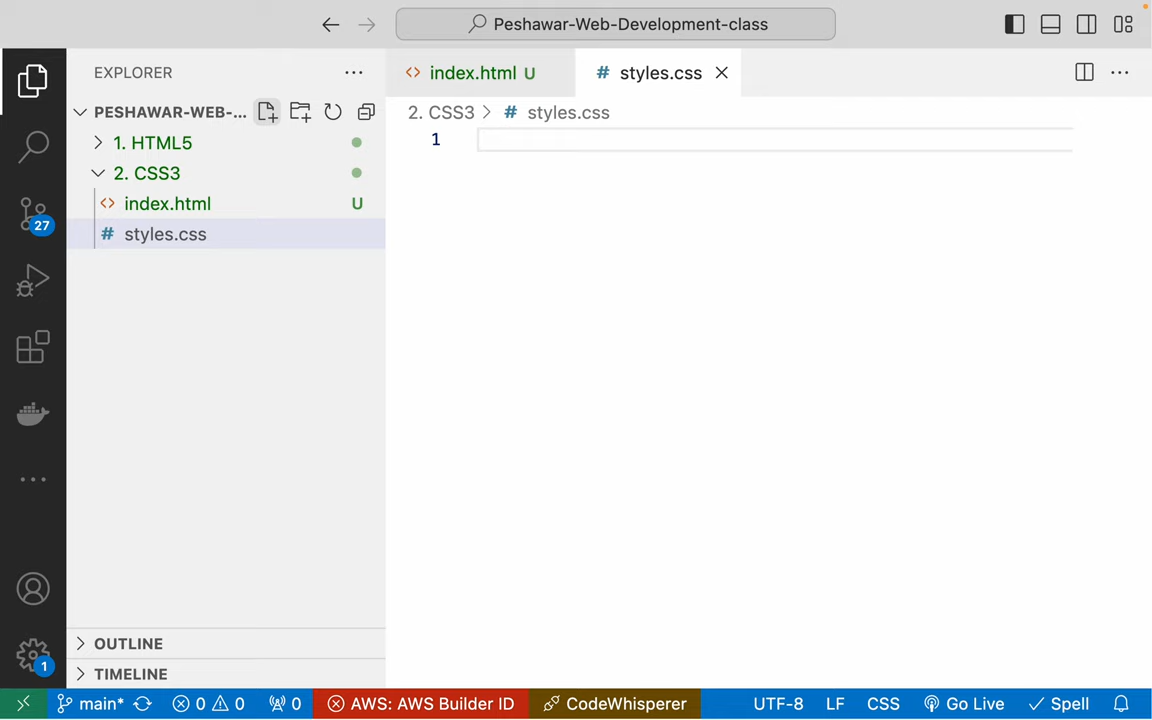 Peshawar-Web-Development-class
EXPLORER
index.html U
styles.css
PESHAWAR-WEB-...
2. CSS3 > # styles.css
1. HTML5
1
2. CSS3
index.html U
# styles.css
27
OUTLINE
TIMELINE
1
main* 0 0 0 AWS: AWS Builder ID CodeWhisperer UTF-8 LF CSS Go Live Spell